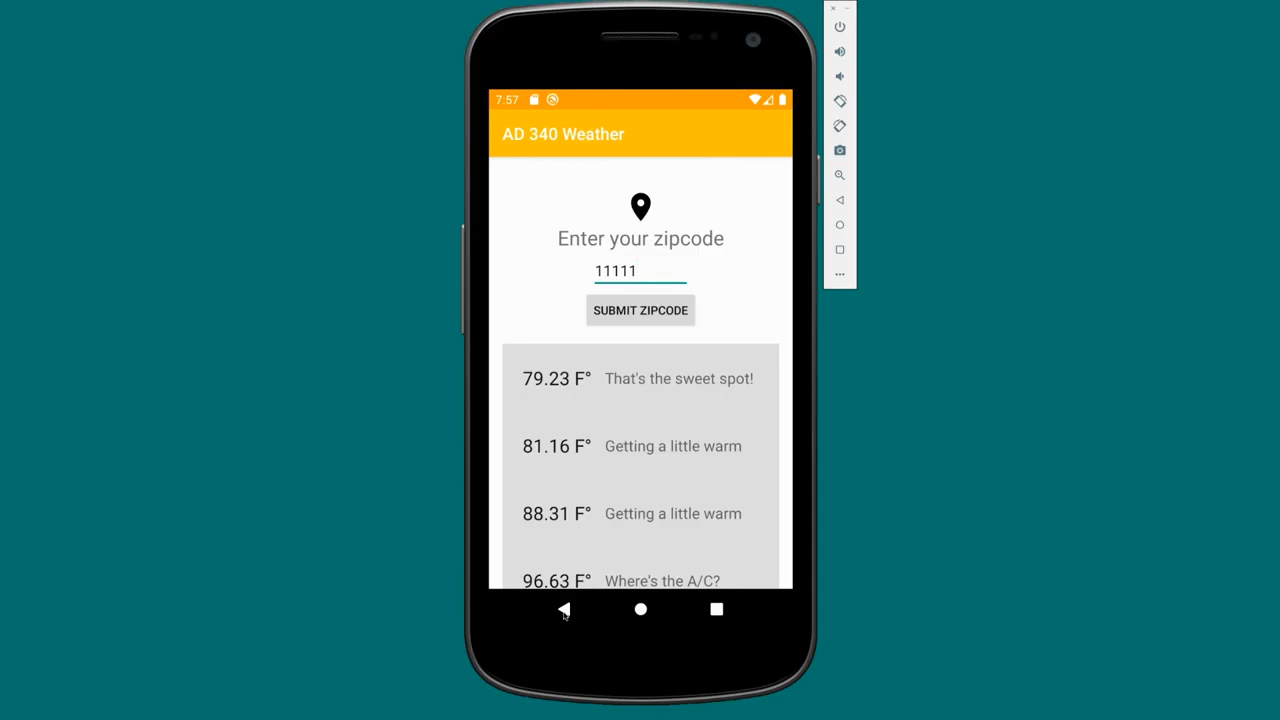 7:57
AD 340 Weather
Enter your zipcode
11111
SUBMIT ZIPCODE
79.23 F° That's the sweet spot!
81.16 F° Getting a little warm
88.31 F° Getting a little warm
96.63 F° Where's the A/C?